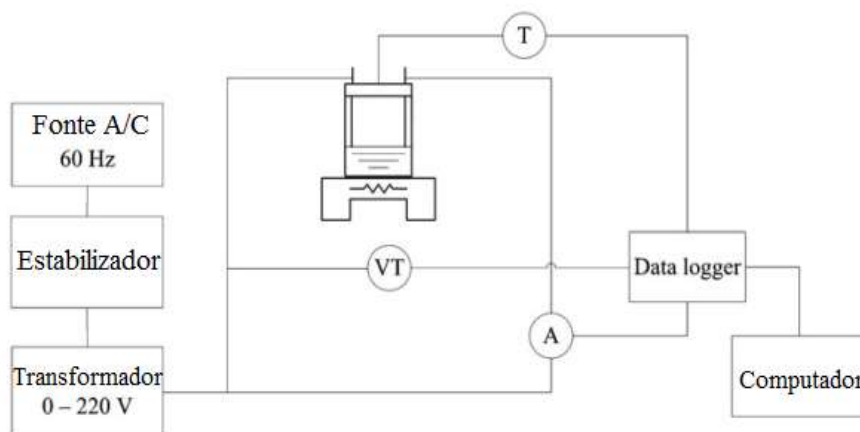 T
Fonte A/C
60 Hz
Estabilizador
VT
Data logger
A
Transformador
0 – 220 V
Computador